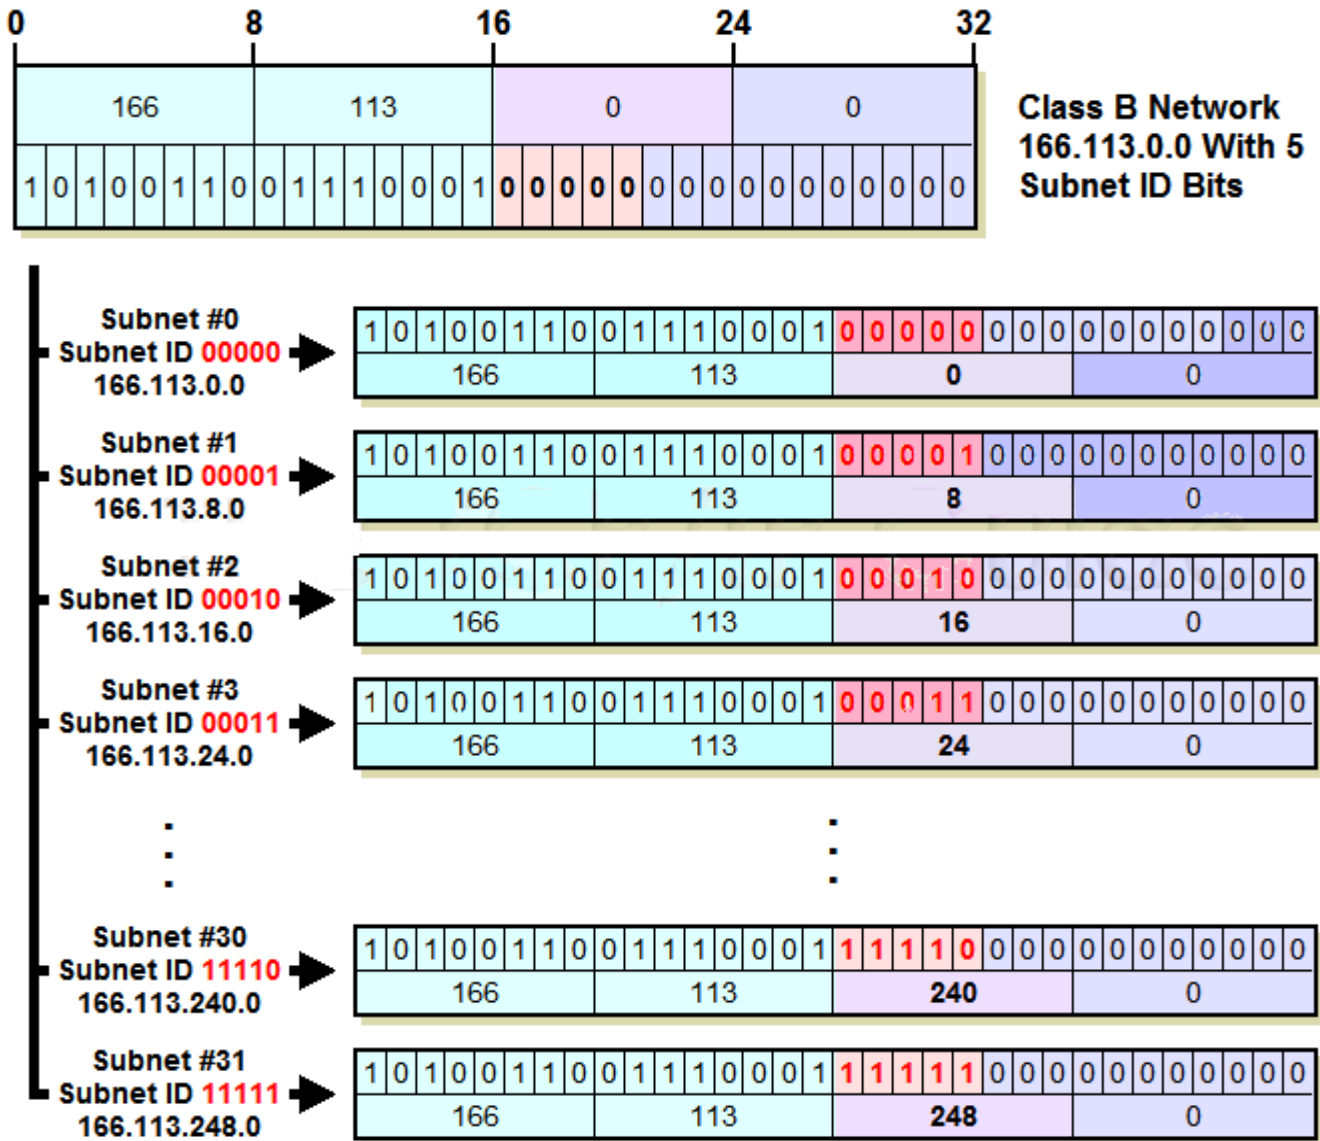 0 8 16 24 32
166 113 0 0
1 0 1 0 0 1 1 0 0 1 1 1 0 0 0 1 0 0 0 0 0 0 0 0 0 0 0 0 0 0 0 0
Class B Network
166.113.0.0 With 5
Subnet ID Bits
Subnet #0
Subnet ID 00000
166.113.0.0
1 0 1 0 0 1 1 0 0 1 1 1 0 0 0 1 0 0 0 0 0 0 0 0 0 0 0 0 0 0 0 0
166 113 0 0
Subnet #1
Subnet ID 00001
166.113.8.0
1 0 1 0 0 1 1 0 0 1 1 1 0 0 0 1 0 0 0 0 1 0 0 0 0 0 0 0 0 0 0 0
166 113 8 0
Subnet #2
Subnet ID 00010
166.113.16.0
1 0 1 0 0 1 1 0 0 1 1 1 0 0 0 1 0 0 0 1 0 0 0 0 0 0 0 0 0 0 0 0
166 113 16 0
Subnet #3
Subnet ID 00011
166.113.24.0
1 0 1 0 0 1 1 0 0 1 1 1 0 0 0 1 0 0 0 1 1 0 0 0 0 0 0 0 0 0 0 0
166 113 24 0
Subnet #30
Subnet ID 11110
166.113.240.0
1 0 1 0 0 1 1 0 0 1 1 1 0 0 0 1 1 1 1 1 0 0 0 0 0 0 0 0 0 0 0 0
166 113 240 0
Subnet #31
Subnet ID 11111
166.113.248.0
1 0 1 0 0 1 1 0 0 1 1 1 0 0 0 1 1 1 1 1 1 0 0 0 0 0 0 0 0 0 0 0
166 113 248 0